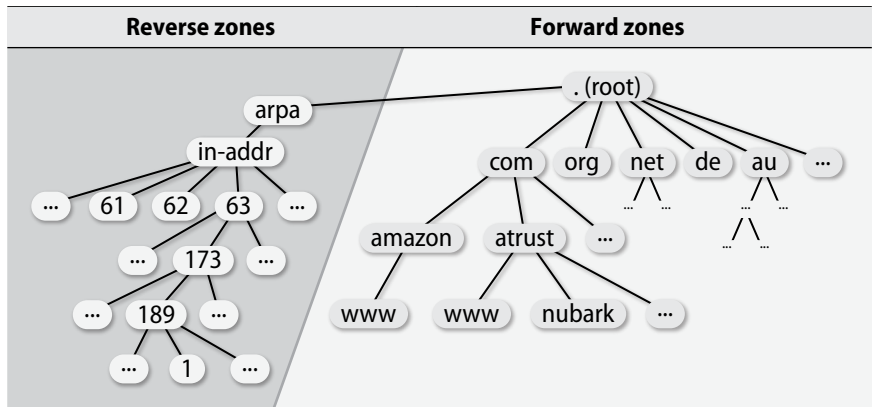 Reverse zones Forward zones
. (root)
arpa
in-addr com org net de au ...
... 61 62 63 ... ... ... ... ...
amazon atrust ...
... 173 ... ... ...
... 189 ... www www nubark ...
... 1 ...